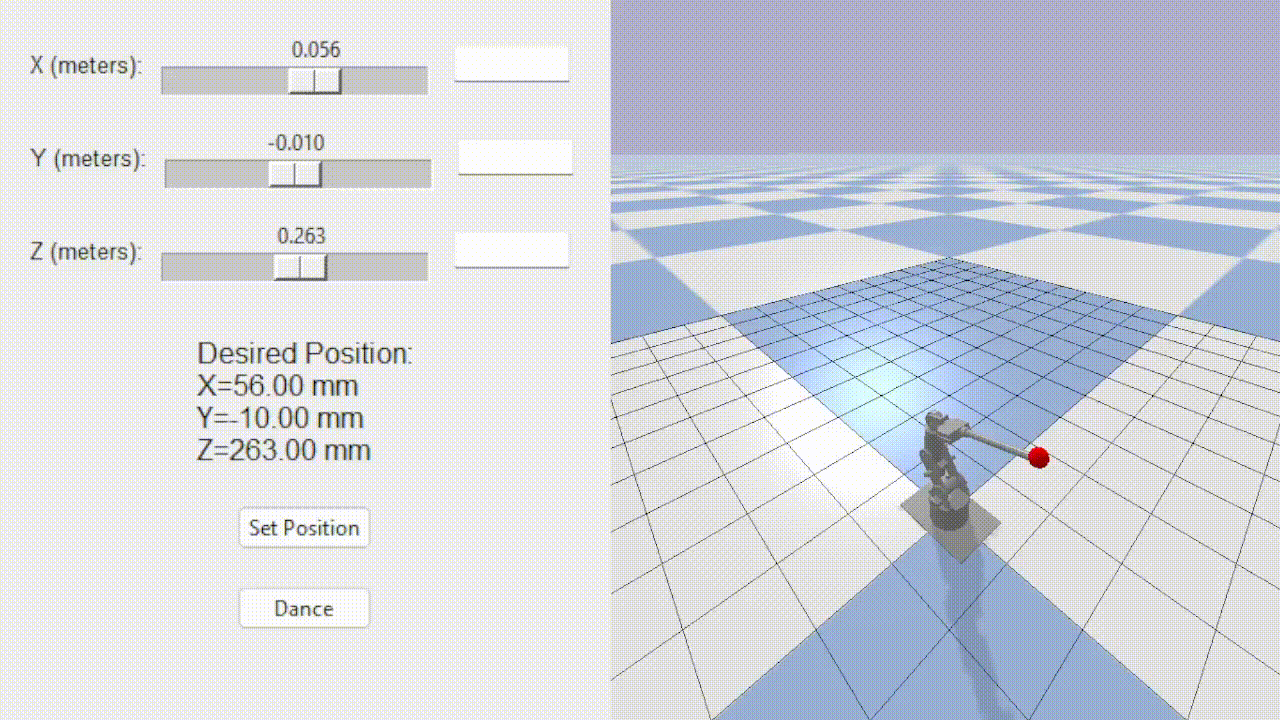 0.056
X (meters):
-0.010
Y (meters):
0.263
Z (meters):
Desired Position:
X=56.00 mm
Y=-10.00 mm
Z=263.00 mm
Set Position
Dance